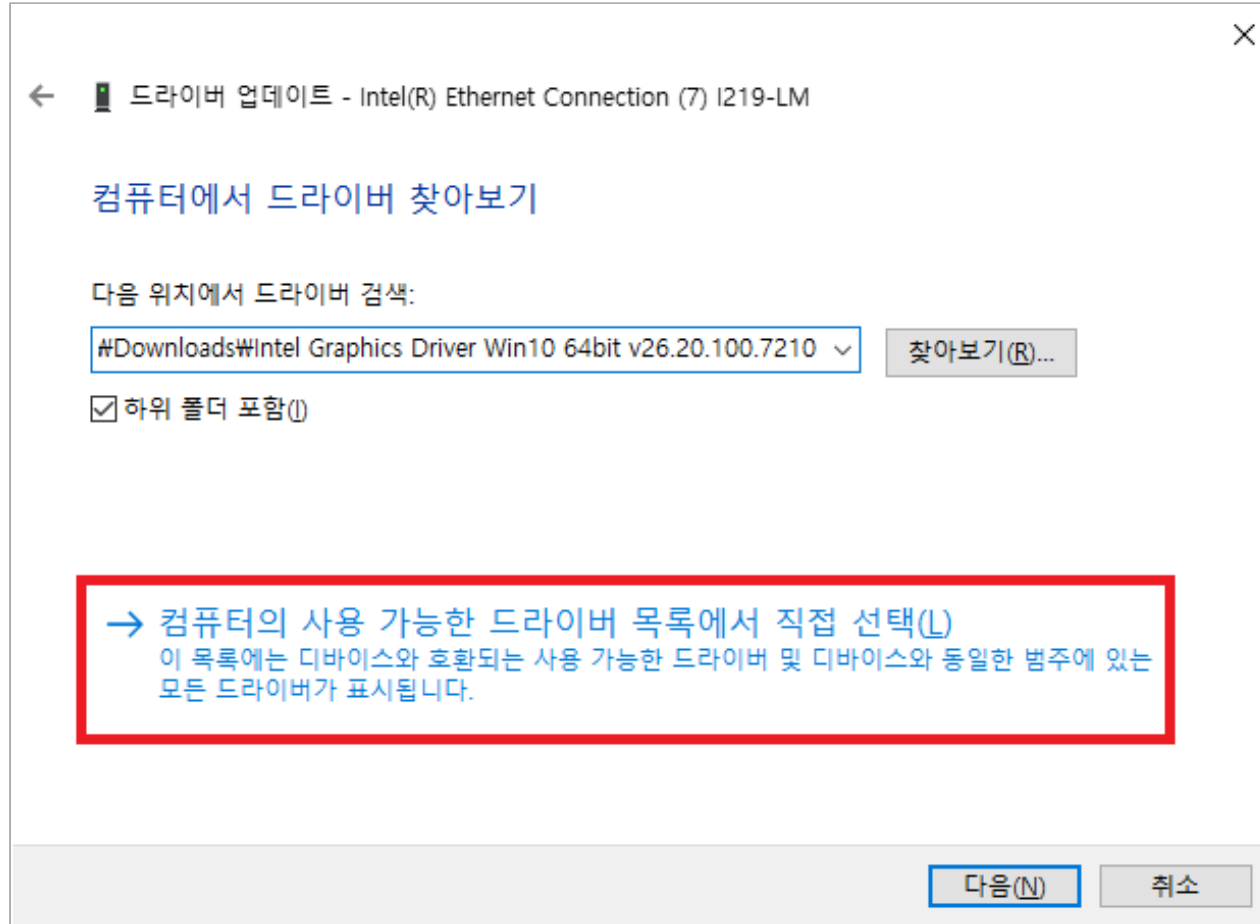 드라이버 업데이트 - Intel(R) Ethernet Connection (7) I219-LM
컴퓨터에서 드라이버 찾아보기
다음 위치에서 드라이버 검색:
₩Downloads₩Intel Graphics Driver Win10 64bit v26.20.100.7210
찾아보기(R)...
하위 폴더 포함(I)
컴퓨터의 사용 가능한 드라이버 목록에서 직접 선택(L)
이 목록에는 디바이스와 호환되는 사용 가능한 드라이버 및 디바이스와 동일한 범주에 있는
모든 드라이버가 표시됩니다.
다음(N)
취소